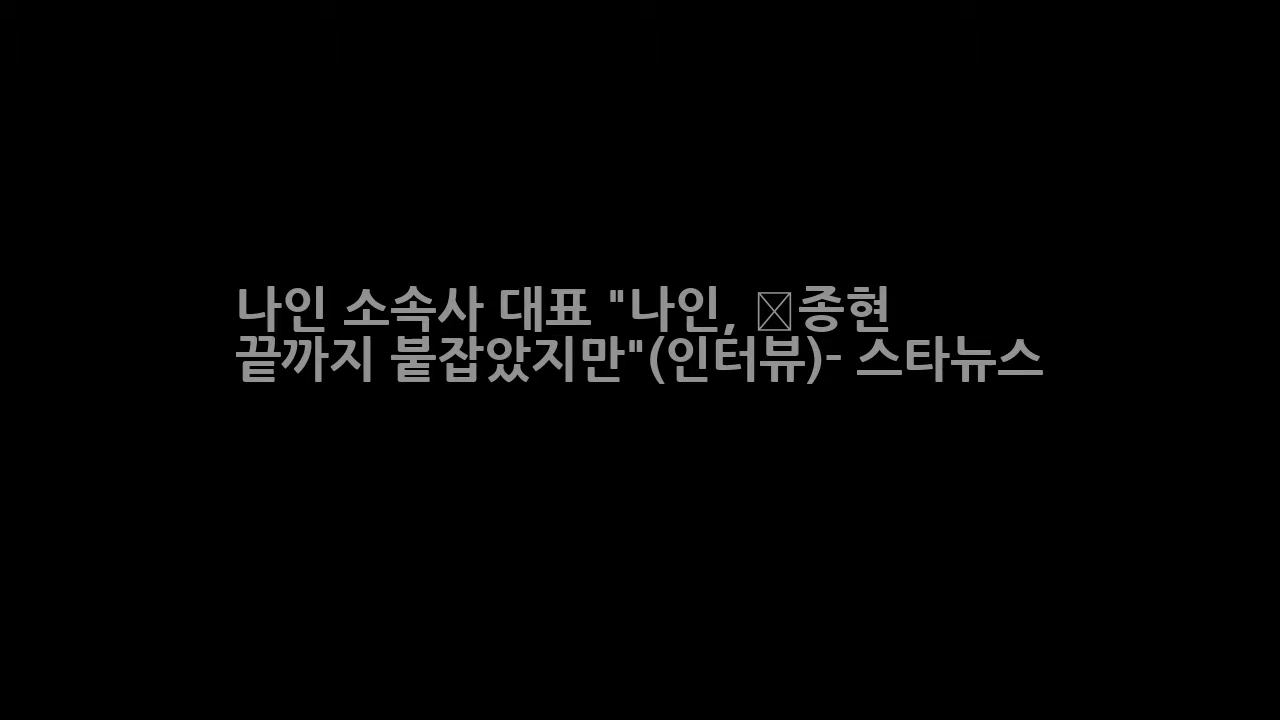 나인 소속사 대표 "나인, 종현
끝까지 붙잡았지만"(인터뷰)- 스타뉴스